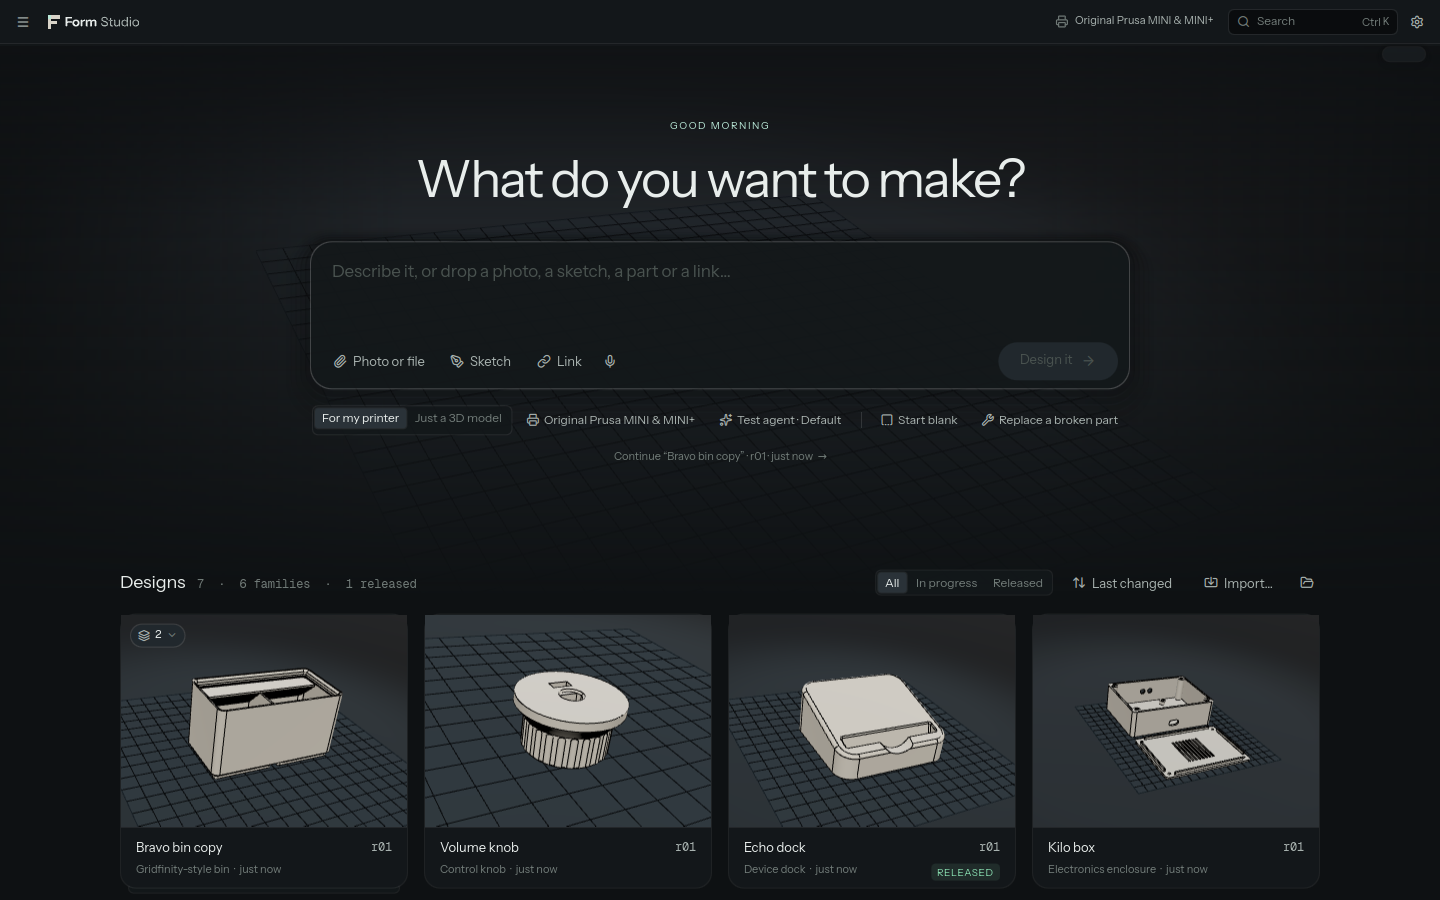 Form Studio
Original Prusa MINI & MINI+
Search
Ctrl K
GOOD MORNING
What do you want to make?
Describe it, or drop a photo, a sketch, a part or a link...
Photo or file
Sketch
Link
Design it
For my printer
Just a 3D model
Original Prusa MINI & MINI+
Test agent · Default
Start blank
Replace a broken part
Continue "Bravo bin copy" · r01 · just now →
Designs 7 · 6 families · 1 released
All
In progress
Released
Last changed
Import...
2
Bravo bin copy r01
Gridfinity-style bin · just now
Volume knob r01
Control knob · just now
Echo dock r01
Device dock · just now
RELEASED
Kilo box r01
Electronics enclosure · just now